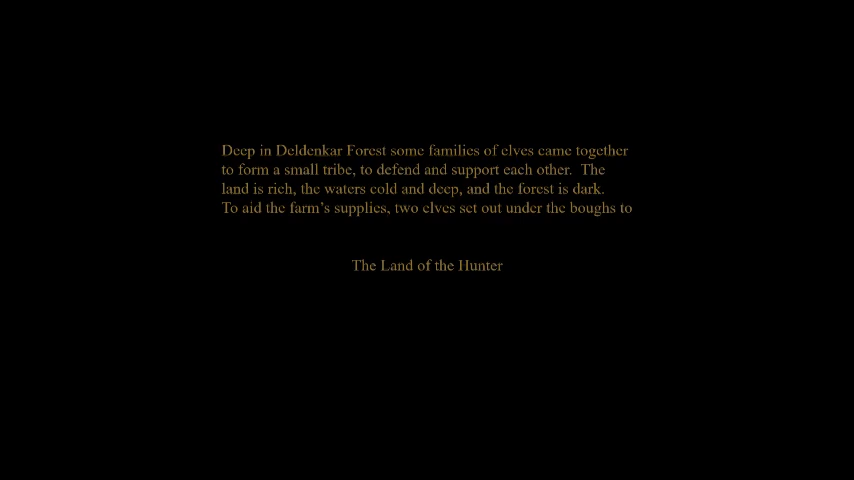 Deep in Deldenkar Forest some families of elves came together
to form a small tribe, to defend and support each other.  The
land is rich, the waters cold and deep, and the forest is dark.
To aid the farm’s supplies, two elves set out under the boughs to
The Land of the Hunter